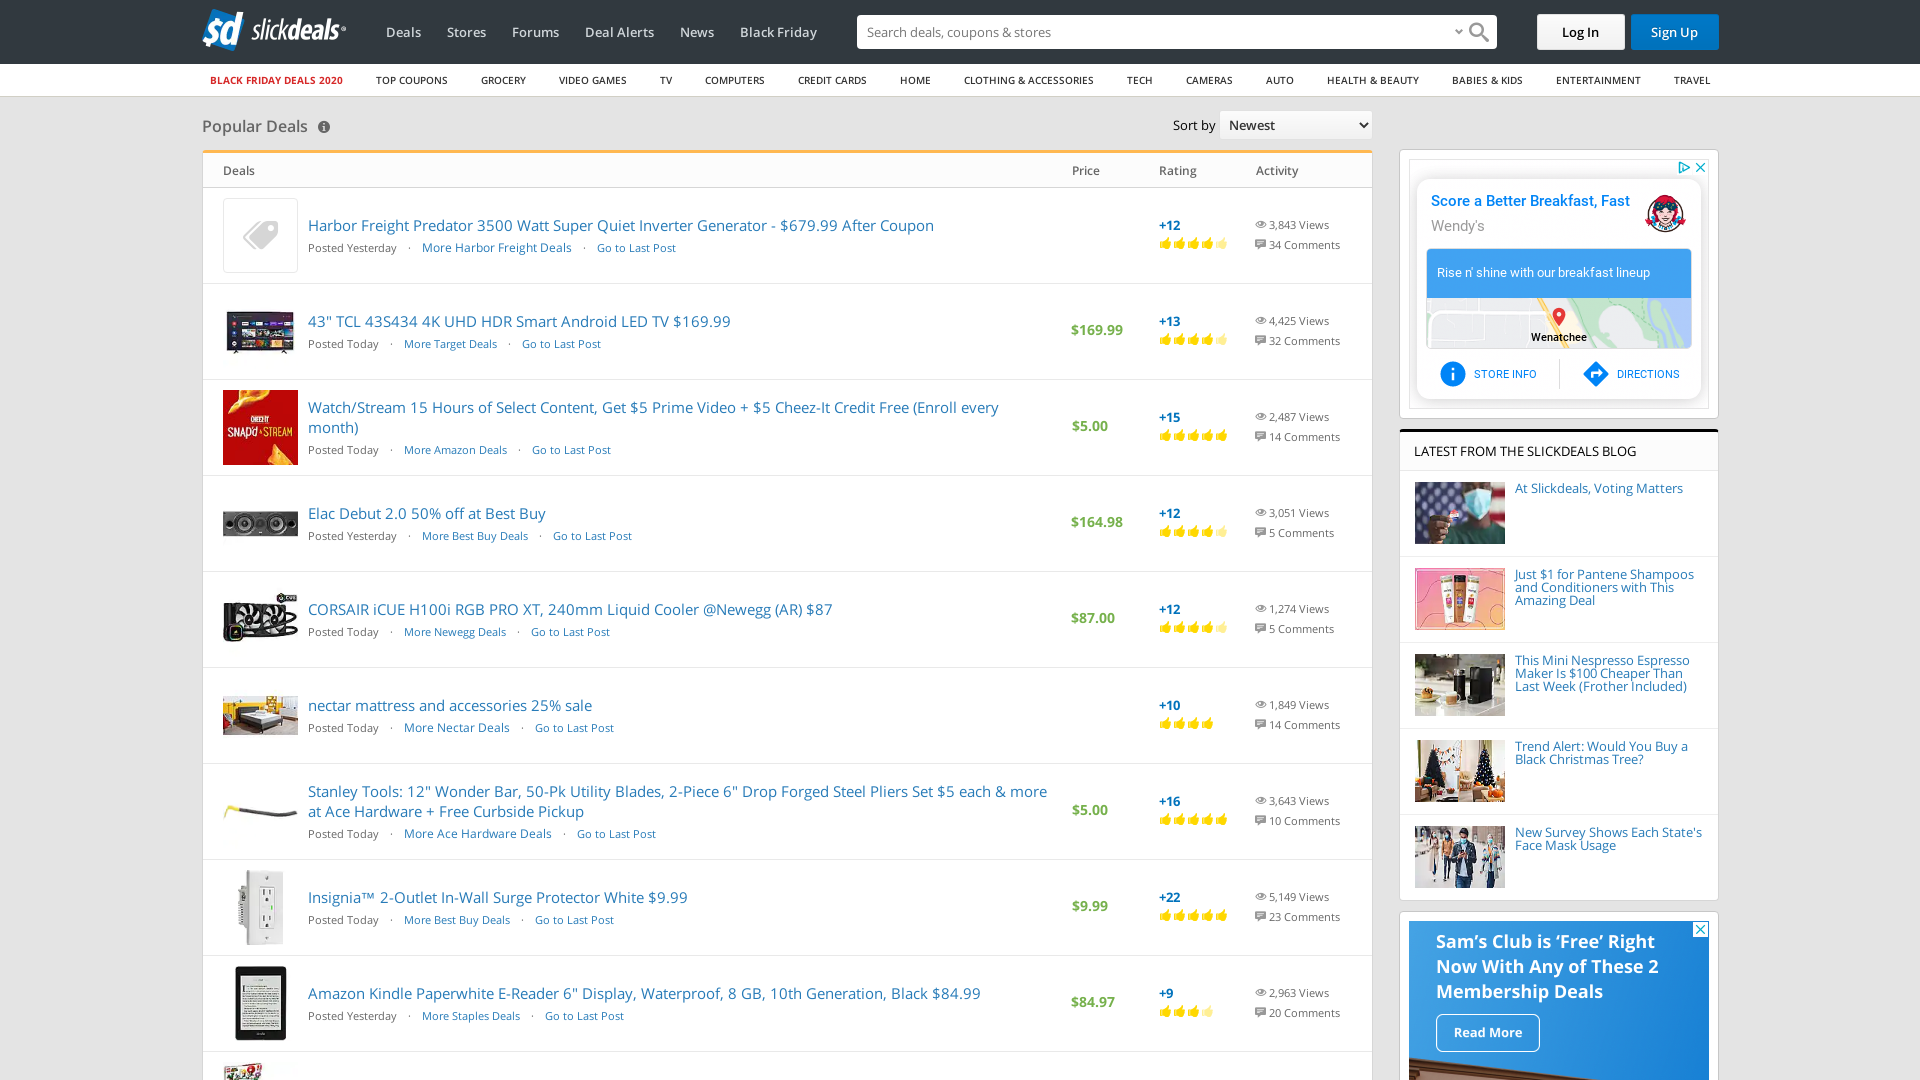 slickdeals
Deals Stores Forums Deal Alerts News Black Friday
Search deals, coupons & stores
Log In
Sign Up
BLACK FRIDAY DEALS 2020 TOP COUPONS GROCERY VIDEO GAMES TV COMPUTERS CREDIT CARDS HOME CLOTHING & ACCESSORIES TECH CAMERAS AUTO HEALTH & BEAUTY BABIES & KIDS ENTERTAINMENT TRAVEL
Popular Deals
Sort by Newest
Deals Price Rating Activity
Harbor Freight Predator 3500 Watt Super Quiet Inverter Generator - $679.99 After Coupon
Posted Yesterday · More Harbor Freight Deals · Go to Last Post
+12
3,843 Views
34 Comments
43" TCL 43S434 4K UHD HDR Smart Android LED TV $169.99
Posted Today · More Target Deals · Go to Last Post
$169.99
+13
4,425 Views
32 Comments
CHEEZ-IT
SNAP'd + STREAM
Watch/Stream 15 Hours of Select Content, Get $5 Prime Video + $5 Cheez-It Credit Free (Enroll every
month)
Posted Today · More Amazon Deals · Go to Last Post
$5.00
+15
2,487 Views
14 Comments
Elac Debut 2.0 50% off at Best Buy
Posted Yesterday · More Best Buy Deals · Go to Last Post
$164.98
+12
3,051 Views
5 Comments
CORSAIR iCUE H100i RGB PRO XT, 240mm Liquid Cooler @Newegg (AR) $87
Posted Today · More Newegg Deals · Go to Last Post
$87.00
+12
1,274 Views
5 Comments
nectar mattress and accessories 25% sale
Posted Today · More Nectar Deals · Go to Last Post
+10
1,849 Views
14 Comments
Stanley Tools: 12" Wonder Bar, 50-Pk Utility Blades, 2-Piece 6" Drop Forged Steel Pliers Set $5 each & more
at Ace Hardware + Free Curbside Pickup
Posted Today · More Ace Hardware Deals · Go to Last Post
$5.00
+16
3,643 Views
10 Comments
Insignia™ 2-Outlet In-Wall Surge Protector White $9.99
Posted Today · More Best Buy Deals · Go to Last Post
$9.99
+22
5,149 Views
23 Comments
Amazon Kindle Paperwhite E-Reader 6" Display, Waterproof, 8 GB, 10th Generation, Black $84.99
Posted Yesterday · More Staples Deals · Go to Last Post
$84.97
+9
2,963 Views
20 Comments
Score a Better Breakfast, Fast
Wendy's
Rise n' shine with our breakfast lineup
Wenatchee
STORE INFO
DIRECTIONS
LATEST FROM THE SLICKDEALS BLOG
At Slickdeals, Voting Matters
Just $1 for Pantene Shampoos
and Conditioners with This
Amazing Deal
This Mini Nespresso Espresso
Maker Is $100 Cheaper Than
Last Week (Frother Included)
Trend Alert: Would You Buy a
Black Christmas Tree?
New Survey Shows Each State's
Face Mask Usage
Sam's Club is ‘Free’ Right
Now With Any of These 2
Membership Deals
Read More